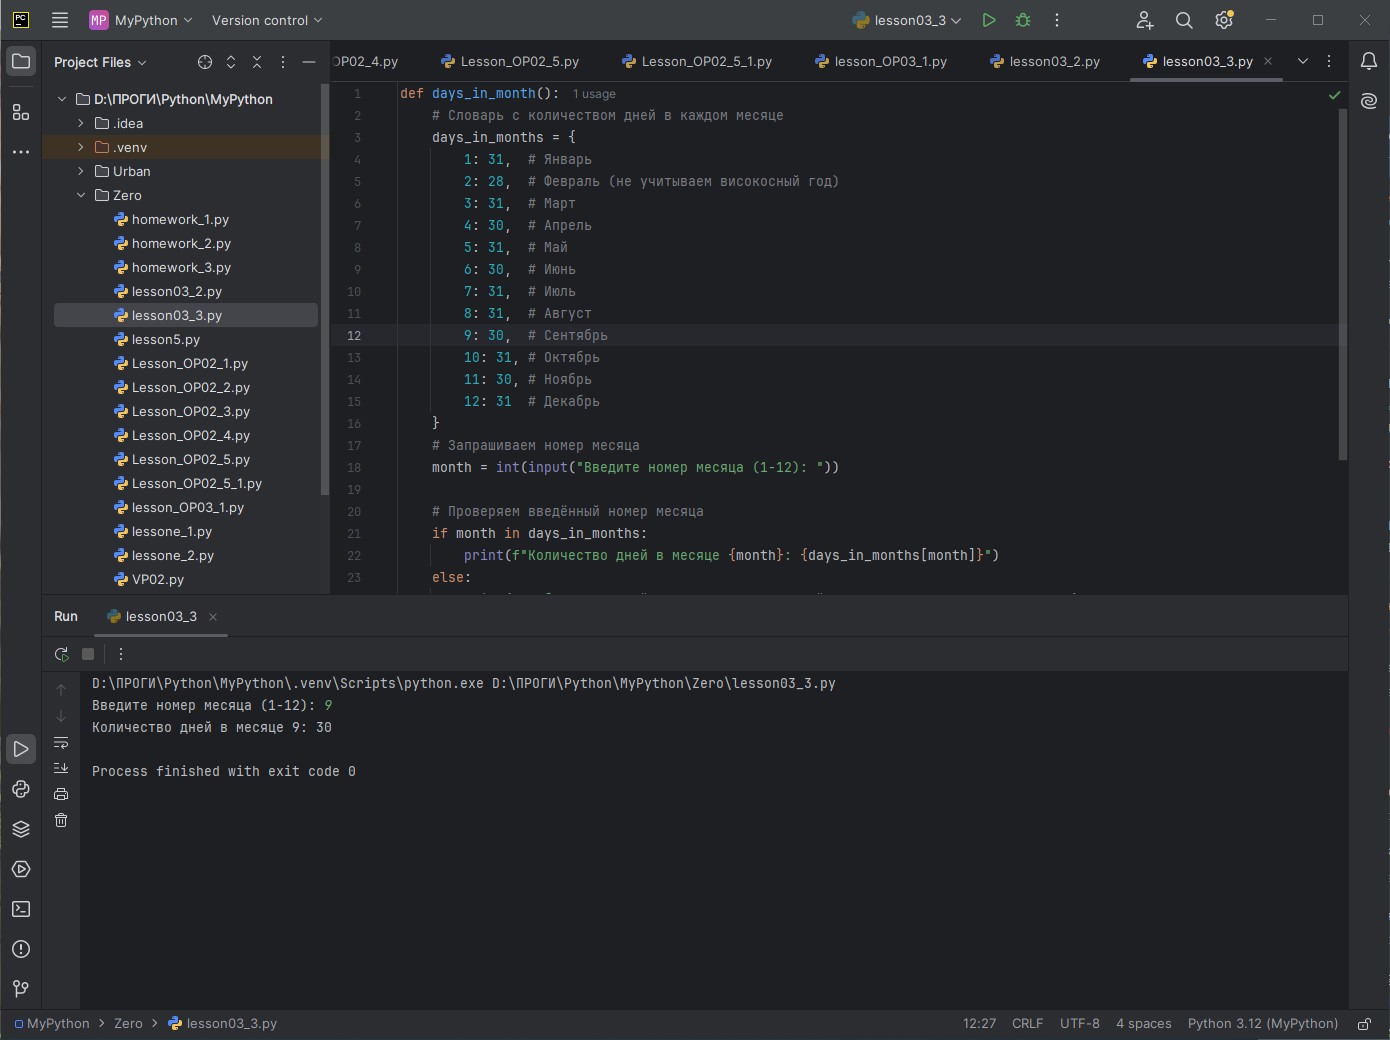 PC
MP MyPython
Version control
lesson03_3
Project Files
D:\ПРОГИ\Python\MyPython
.idea
.venv
Urban
Zero
homework_1.py
homework_2.py
homework_3.py
lesson03_2.py
lesson03_3.py
lesson5.py
Lesson_OP02_1.py
Lesson_OP02_2.py
Lesson_OP02_3.py
Lesson_OP02_4.py
Lesson_OP02_5.py
Lesson_OP02_5_1.py
lesson_OP03_1.py
lessone_1.py
lessone_2.py
VP02.py
OP02_4.py
Lesson_OP02_5.py
Lesson_OP02_5_1.py
lesson_OP03_1.py
lesson03_2.py
lesson03_3.py
1 def days_in_month(): 1 usage
2 # Словарь с количеством дней в каждом месяце
3 days_in_months = {
4 1: 31, # Январь
5 2: 28, # Февраль (не учитываем високосный год)
6 3: 31, # Март
7 4: 30, # Апрель
8 5: 31, # Май
9 6: 30, # Июнь
10 7: 31, # Июль
11 8: 31, # Август
12 9: 30, # Сентябрь
13 10: 31, # Октябрь
14 11: 30, # Ноябрь
15 12: 31 # Декабрь
16 }
17 # Запрашиваем номер месяца
18 month = int(input("Введите номер месяца (1-12): "))
19
20 # Проверяем введённый номер месяца
21 if month in days_in_months:
22 print(f"Количество дней в месяце {month}: {days_in_months[month]}")
23 else:
Run
lesson03_3
D:\ПРОГИ\Python\MyPython\.venv\Scripts\python.exe D:\ПРОГИ\Python\MyPython\Zero\lesson03_3.py
Введите номер месяца (1-12): 9
Количество дней в месяце 9: 30
Process finished with exit code 0
MyPython > Zero > lesson03_3.py
12:27 CRLF UTF-8 4 spaces Python 3.12 (MyPython)